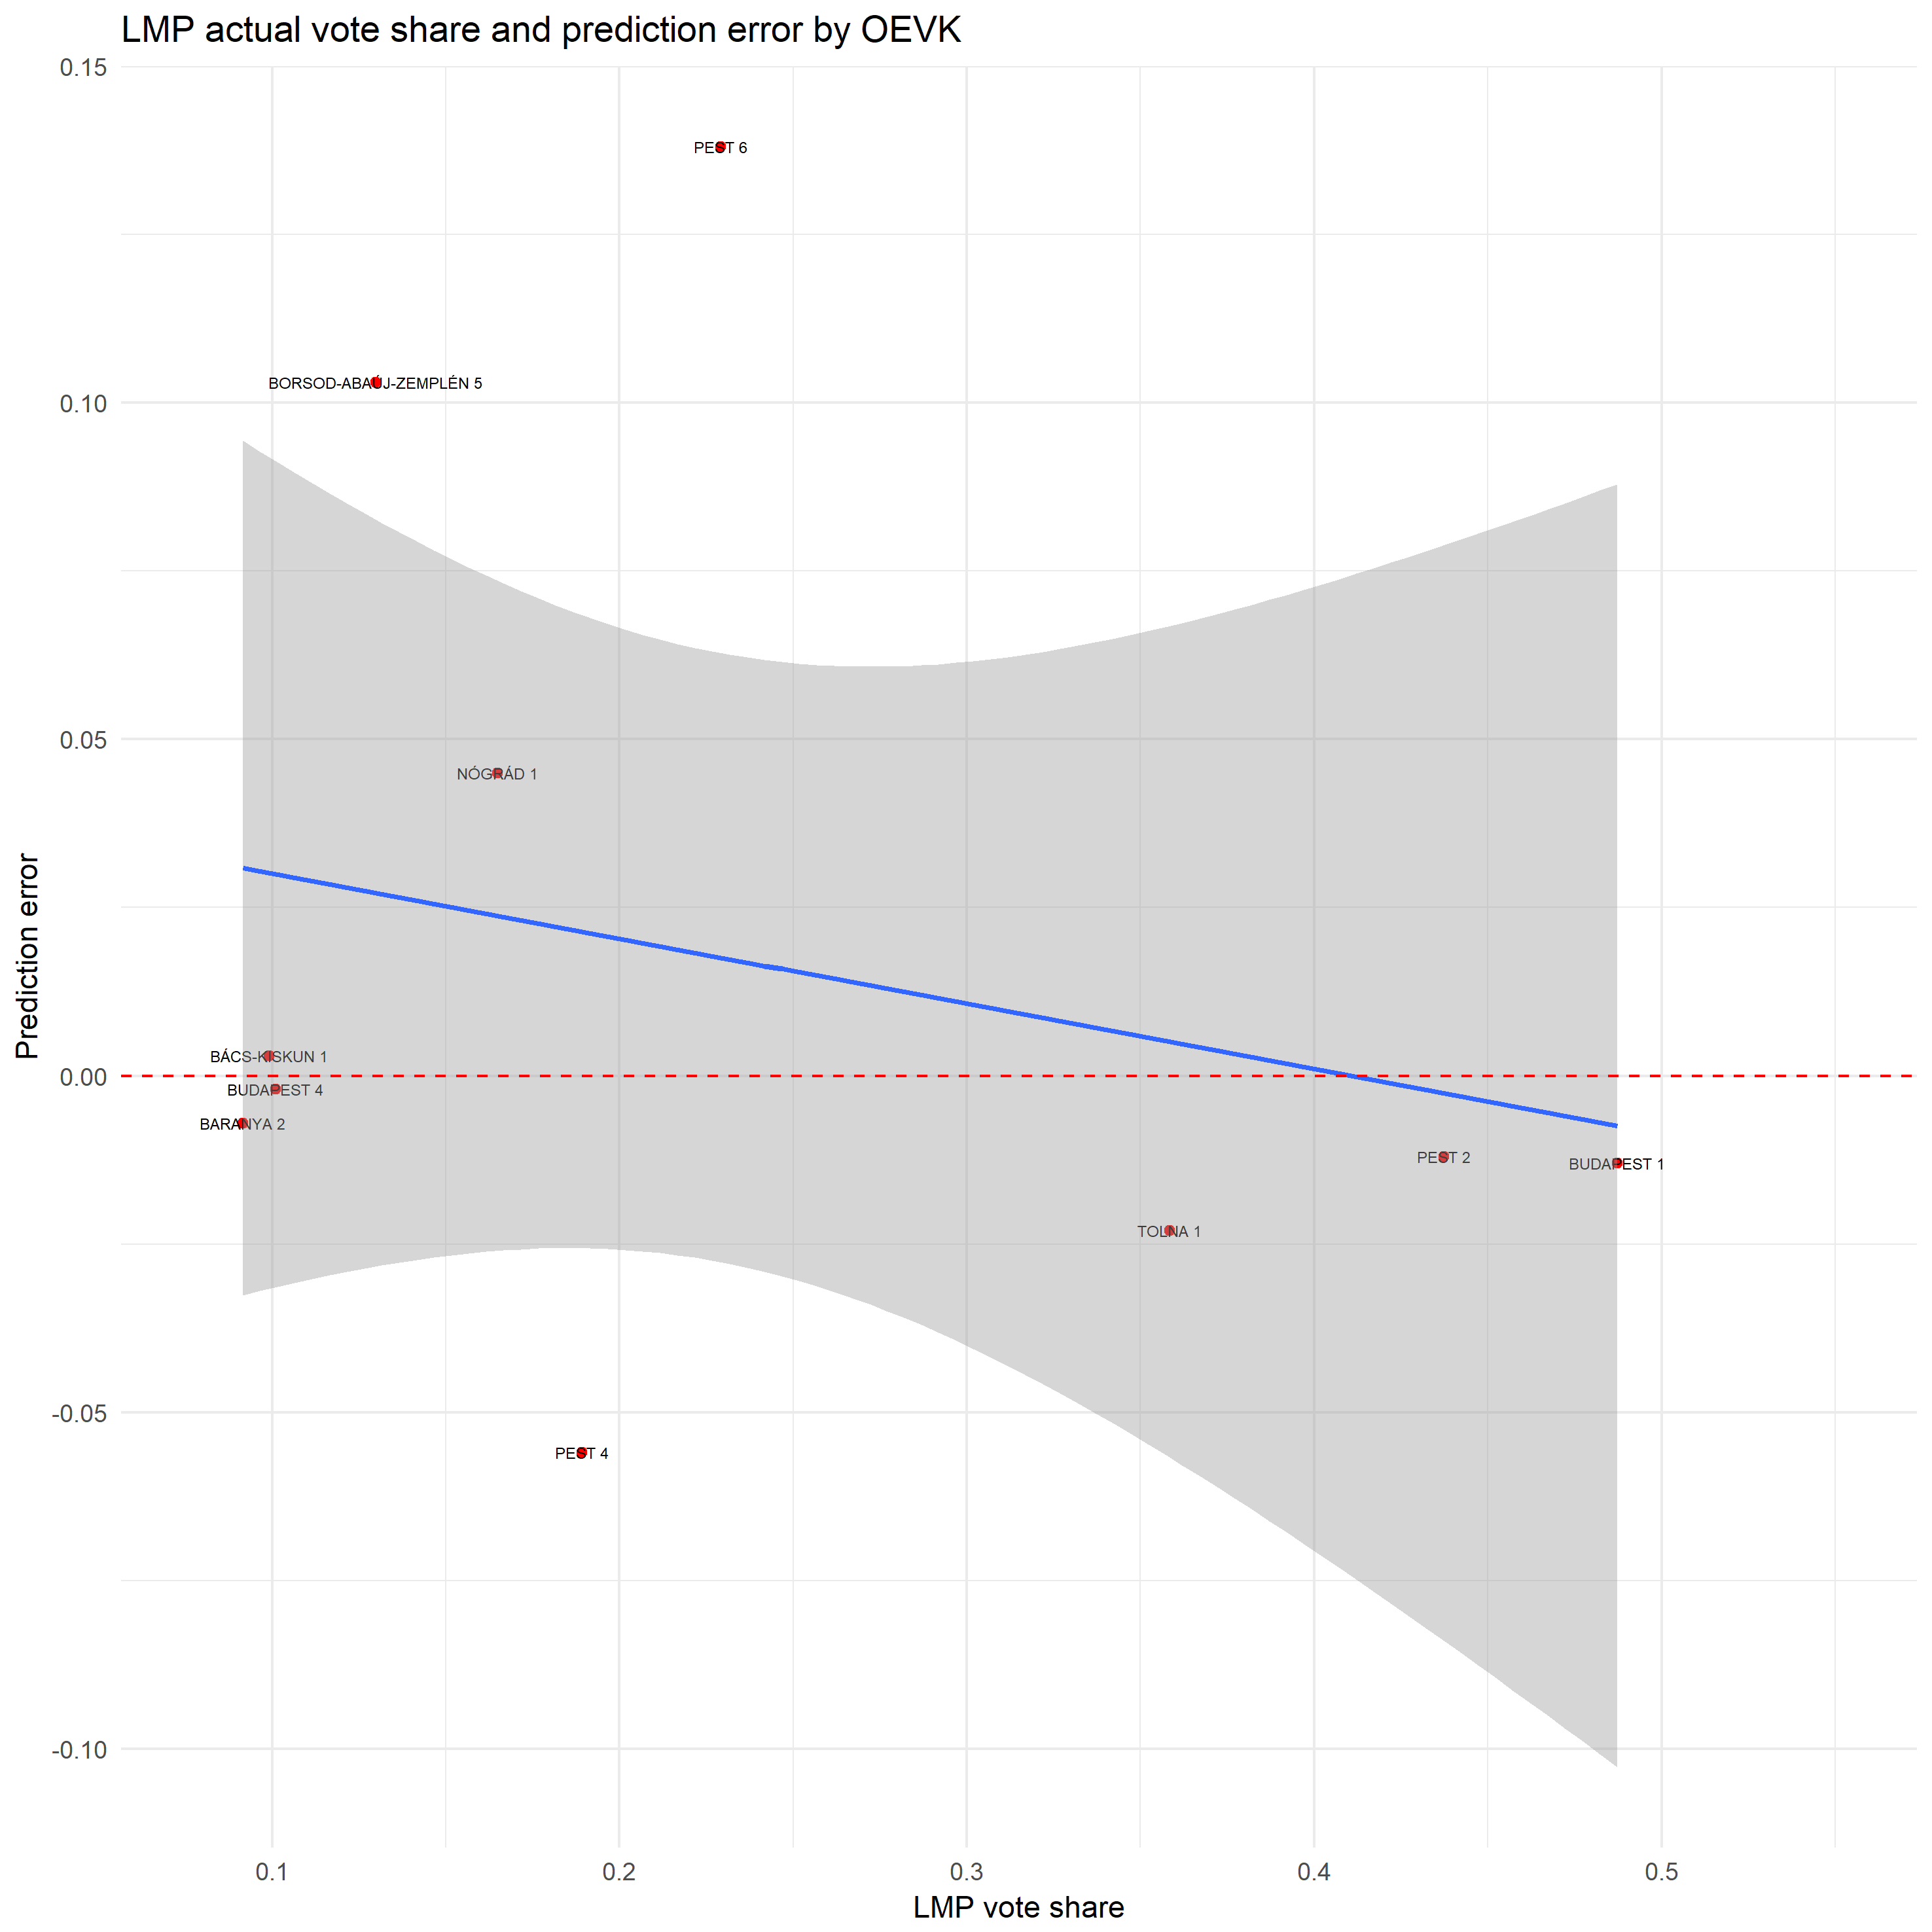 LMP actual vote share and prediction error by OEVK
0.15
PEST 6
BORSOD-ABAÚJ-ZEMPLÉN 5
0.10
0.05
NÓGRÁD 1
Prediction error
BÁCS-KISKUN 1
0.00
BUDAPEST 4
BARANYA 2
PEST 2
BUDAPEST 1
TOLNA 1
-0.05
PEST 4
-0.10
0.1 0.2 0.3 0.4 0.5
LMP vote share